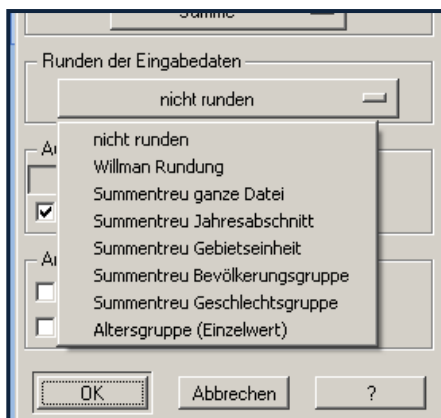 Summe
Runden der Eingabedaten
nicht runden
nicht runden
Willman Rundung
Summentreu ganze Datei
Summentreu Jahresabschnitt
Summentreu Gebietseinheit
Summentreu Bevölkerungsgruppe
Summentreu Geschlechtsgruppe
Altersgruppe (Einzelwert)
OK Abbrechen ?